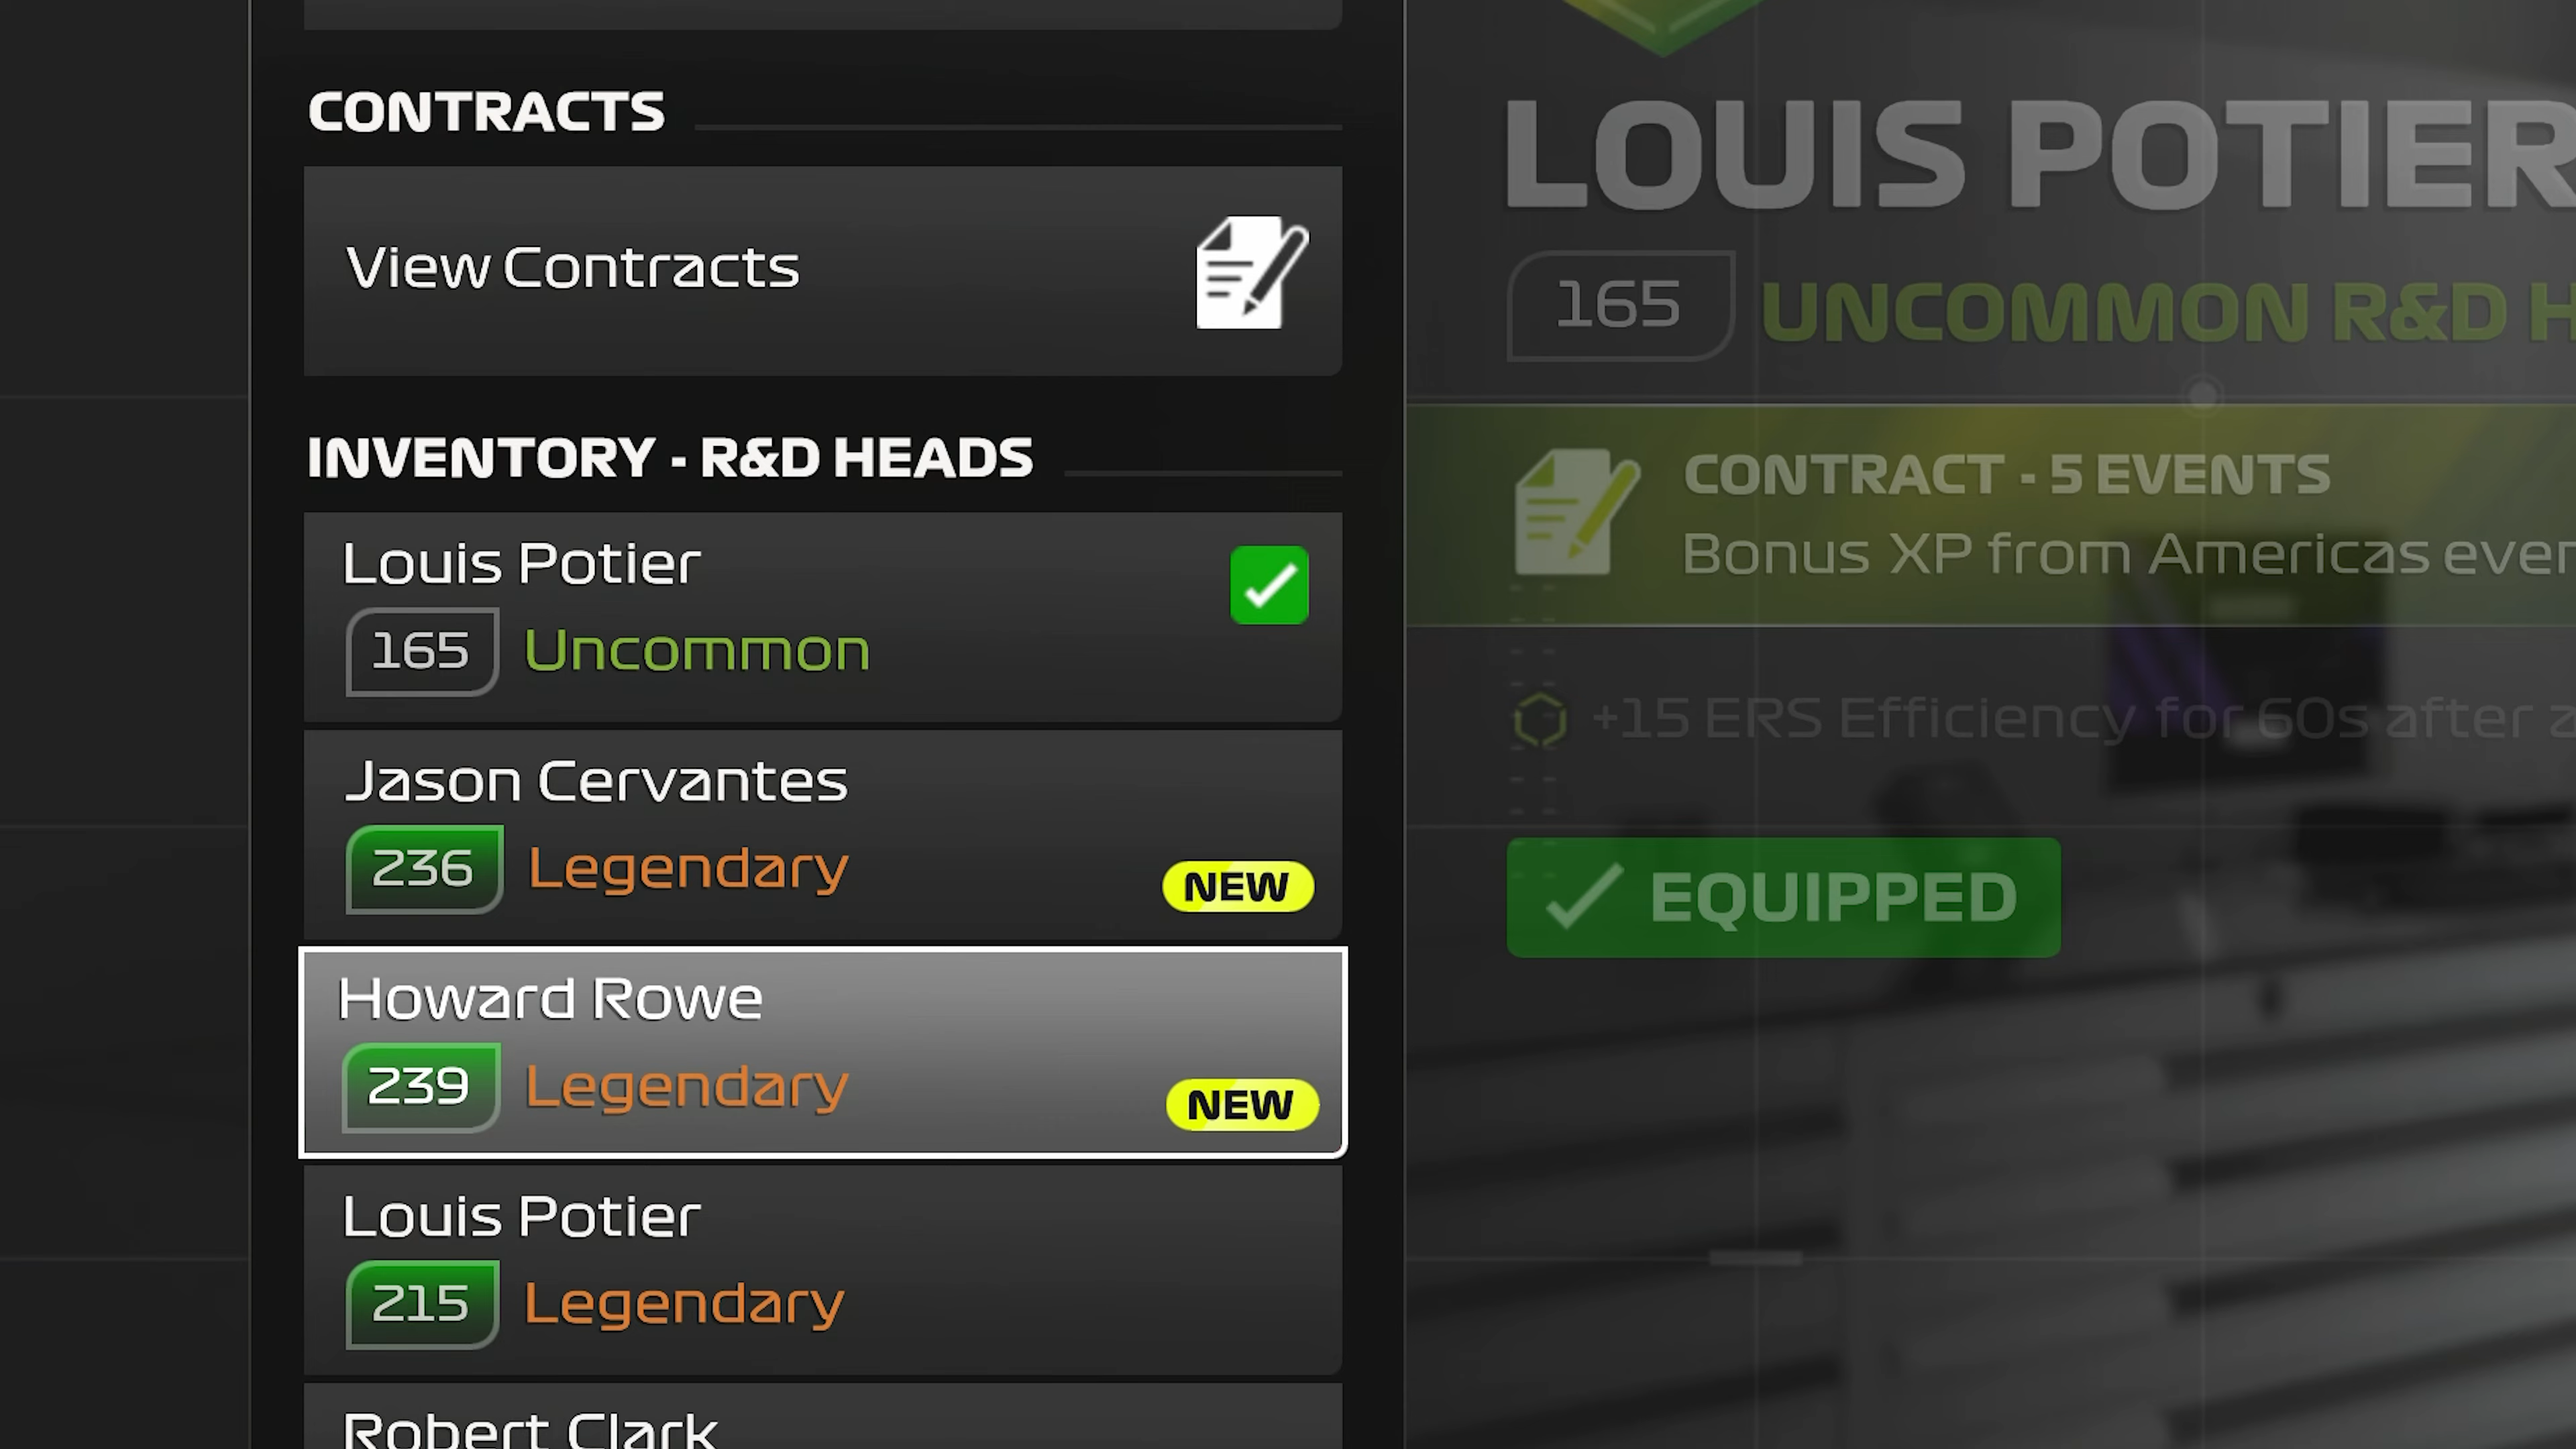 CONTRACTS
View Contracts
INVENTORY - R&D HEADS
Louis Potier
165 Uncommon
Jason Cervantes
236 Legendary
NEW
Howard Rowe
239 Legendary
NEW
Louis Potier
215 Legendary
Robert Clark
LOUIS POTIER
165 UNCOMMON R&D H
CONTRACT - 5 EVENTS
Bonus XP from Americas even
+15 ERS Efficiency for 60s after a
EQUIPPED